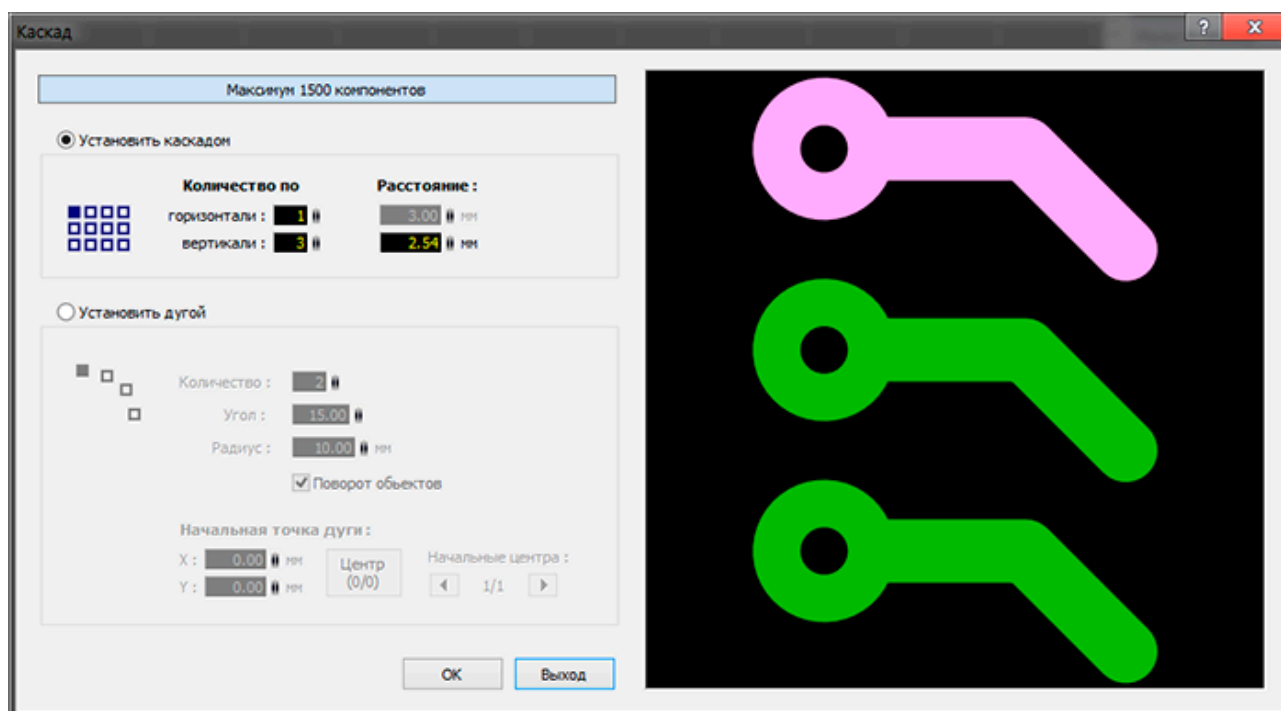 Каскад
?
Максимум 1500 компонентов
Установить каскадом
Количество по Расстояние :
горизонтали : 1 3.00 мм
вертикали : 3 2.54 мм
Установить дугой
Количество : 2
Угол : 15.00
Радиус : 10.00 мм
Поворот обьектов
Начальная точка дуги :
X : 0.00 мм Центр Начальные центра :
Y : 0.00 мм (0/0) 1/1
OK Выход